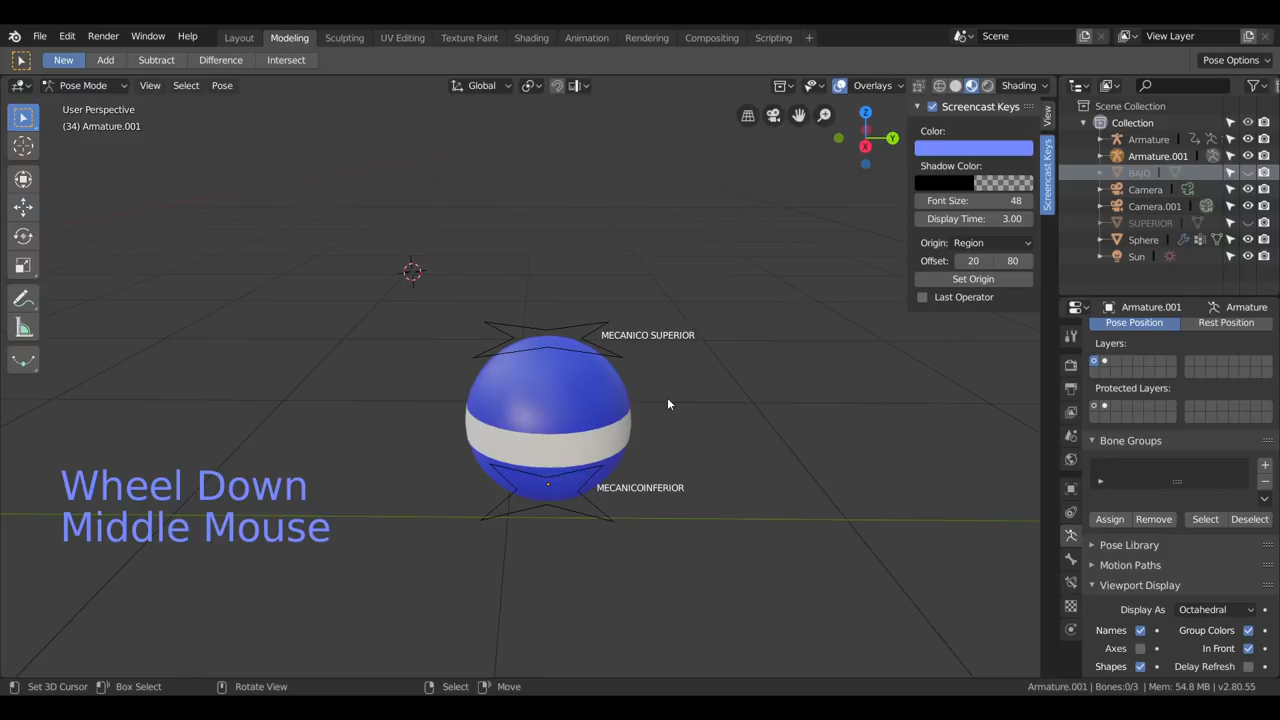 File Edit Render Window Help Layout Modeling Sculpting UV Editing Texture Paint Shading Animation Rendering Compositing Scripting + Scene View Layer
New Add Subtract Difference Intersect Pose Options
Pose Mode View Select Pose Global Overlays Shading
User Perspective
(34) Armature.001
Z
Y
X
Screencast Keys
Color:
Shadow Color:
Font Size: 48
Display Time: 3.00
Origin: Region
Offset: 20 80
Set Origin
Last Operator
View
Screencast Keys
Scene Collection
Collection
Armature
Armature.001
BAJO
Camera
Camera.001
SUPERIOR
Sphere
Sun
MECANICO SUPERIOR
MECANICOINFERIOR
Wheel Down
Middle Mouse
Armature.001 Armature
Pose Position Rest Position
Layers:
Protected Layers:
Bone Groups
Assign Remove Select Deselect
Pose Library
Motion Paths
Viewport Display
Display As Octahedral
Names Group Colors
Axes In Front
Shapes Delay Refresh
Set 3D Cursor Box Select Rotate View Select Move Armature.001 | Bones:0/3 | Mem: 54.8 MB | v2.80.55